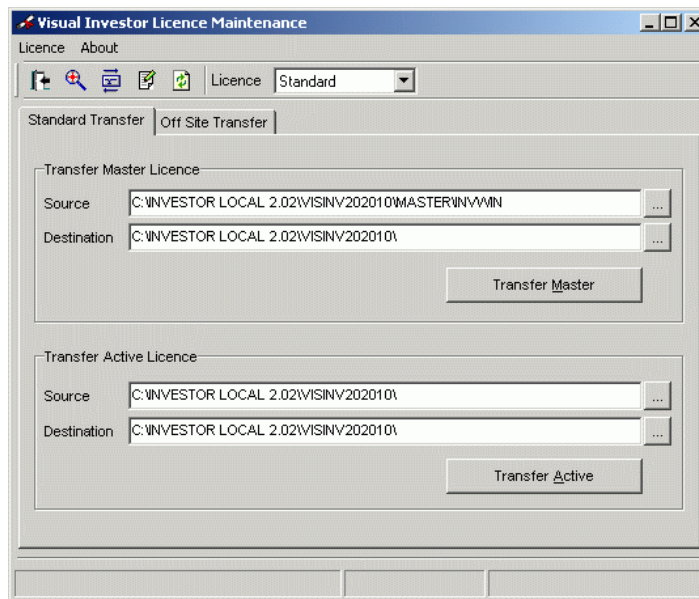 Visual Investor Licence Maintenance
Licence About
Licence Standard
Standard Transfer Off Site Transfer
Transfer Master Licence
Source C:\INVESTOR LOCAL 2.02\VISINV202010\MASTER\INVWIN ...
Destination C:\INVESTOR LOCAL 2.02\VISINV202010\ ...
Transfer Master
Transfer Active Licence
Source C:\INVESTOR LOCAL 2.02\VISINV202010\ ...
Destination C:\INVESTOR LOCAL 2.02\VISINV202010\ ...
Transfer Active